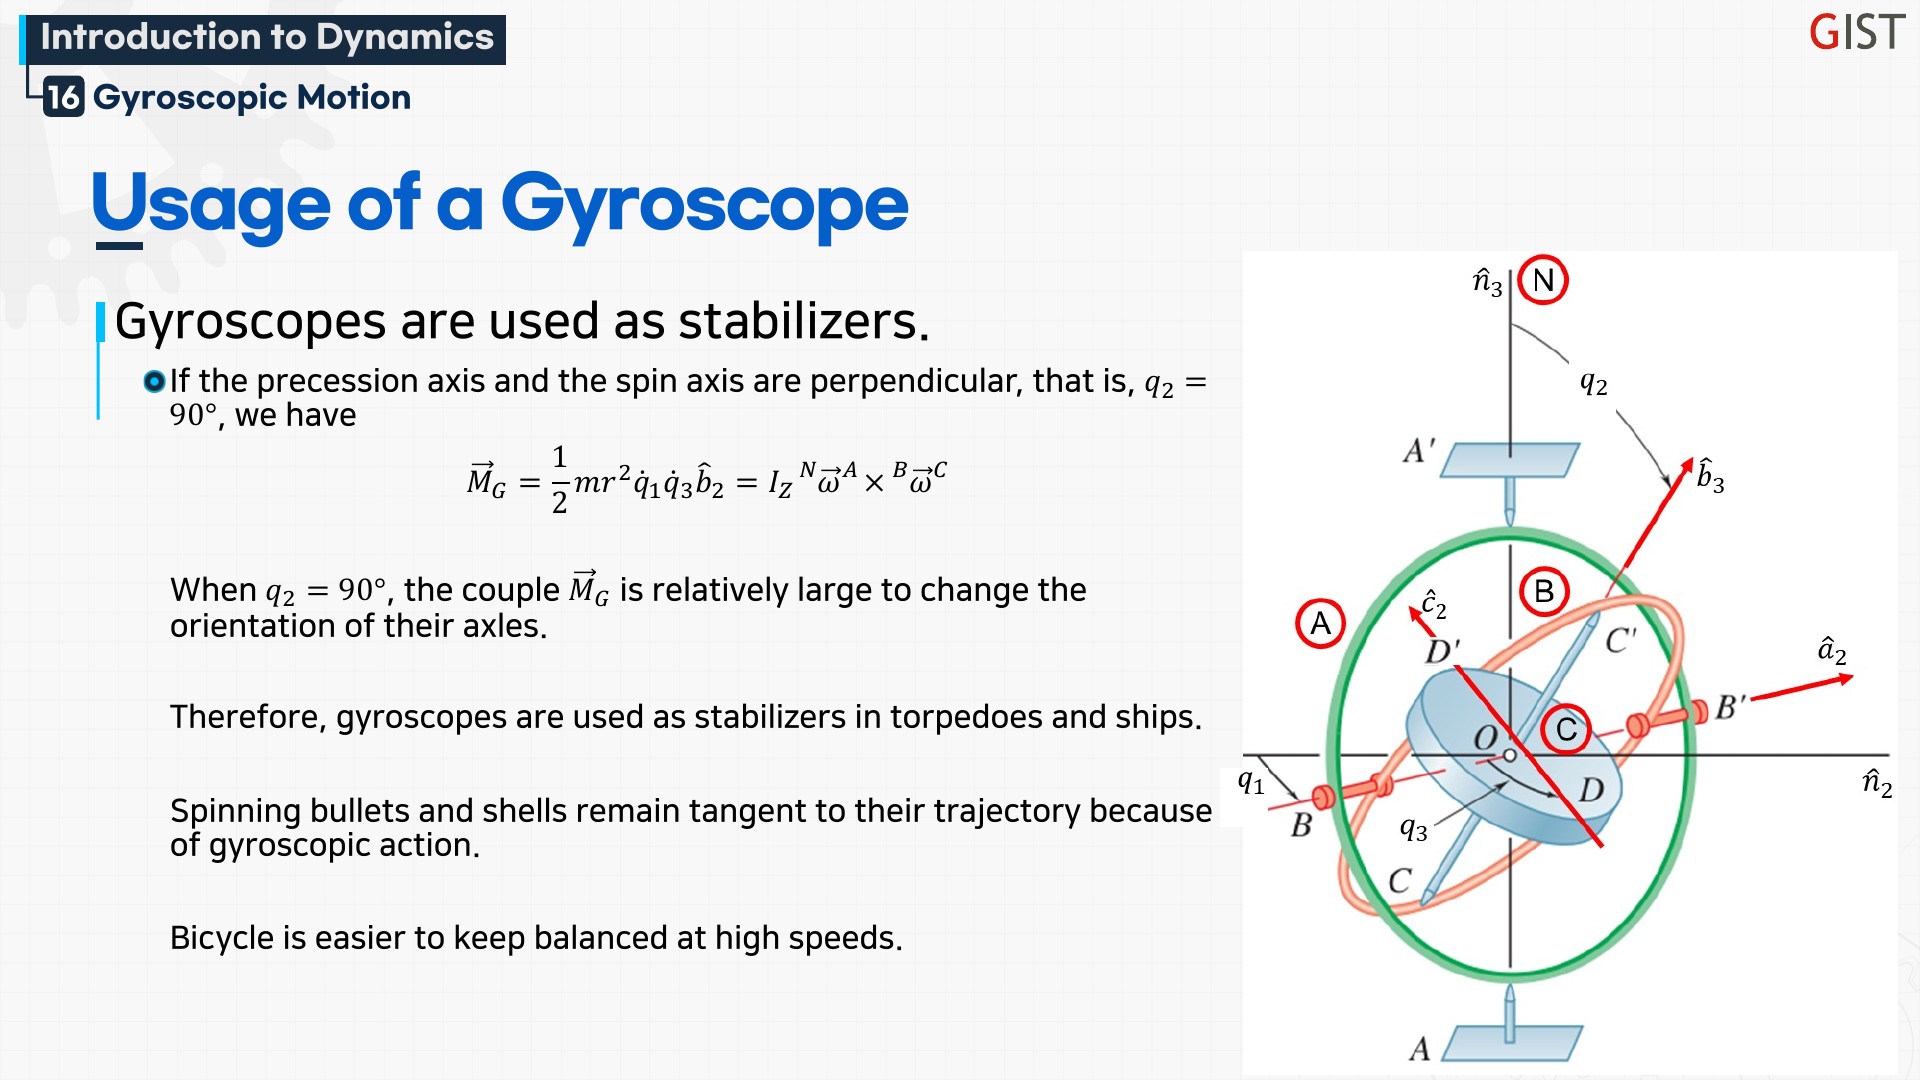 Introduction to Dynamics
GIST
16 Gyroscopic Motion
Usage of a Gyroscope
Gyroscopes are used as stabilizers.
If the precession axis and the spin axis are perpendicular, that is, q₂ =
90°, we have
M⃗_G = 1/2 mr² q̇₁q̇₃b̂₂ = I_Z ᴺω⃗ᴬ × ᴮω⃗ᶜ
When q₂ = 90°, the couple M⃗_G is relatively large to change the
orientation of their axles.
Therefore, gyroscopes are used as stabilizers in torpedoes and ships.
Spinning bullets and shells remain tangent to their trajectory because
of gyroscopic action.
Bicycle is easier to keep balanced at high speeds.
n̂₃
N
q₂
A'
b̂₃
B
ĉ₂
A
C'
D'
â₂
B'
C
O
q₁
n̂₂
D
B
q₃
C
A